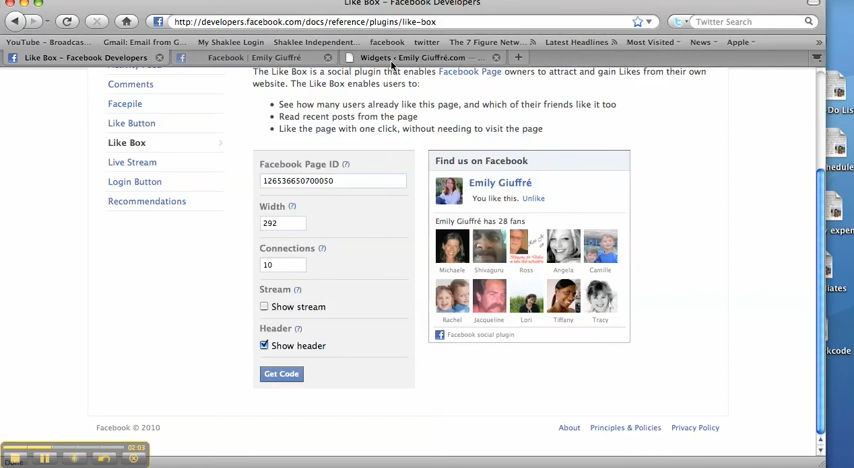 Like Box - Facebook Developers
http://developers.facebook.com/docs/reference/plugins/like-box
Twitter Search
YouTube – Broadcas... Gmail: Email from G... My Shaklee Login Shaklee Independent... facebook twitter The 7 Figure Netw... Latest Headlines Most Visited News Apple »
Like Box – Facebook Developers
Facebook | Emily Giuffré
Widgets ‹ Emily Giuffré.com — ...
Comments
Facepile
Like Button
Like Box
Live Stream
Login Button
Recommendations
The Like Box is a social plugin that enables Facebook Page owners to attract and gain Likes from their own
website. The Like Box enables users to:
• See how many users already like this page, and which of their friends like it too
• Read recent posts from the page
• Like the page with one click, without needing to visit the page
Facebook Page ID (?)
126536650700050
Width (?)
292
Connections (?)
10
Stream (?)
Show stream
Header (?)
Show header
Get Code
Find us on Facebook
Emily Giuffré
You like this. Unlike
Emily Giuffré has 28 fans
Michaele Shivaguru Ross Angela Camille
Rachel Jacqueline Lori Tiffany Tracy
Facebook social plugin
Facebook © 2010
About Principles & Policies Privacy Policy
02:03
Done